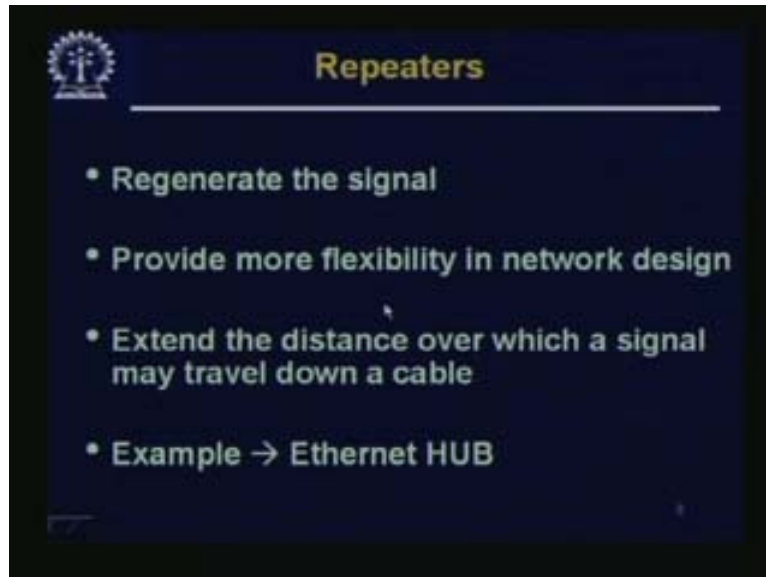 Repeaters
• Regenerate the signal
• Provide more flexibility in network design
• Extend the distance over which a signal
may travel down a cable
• Example → Ethernet HUB